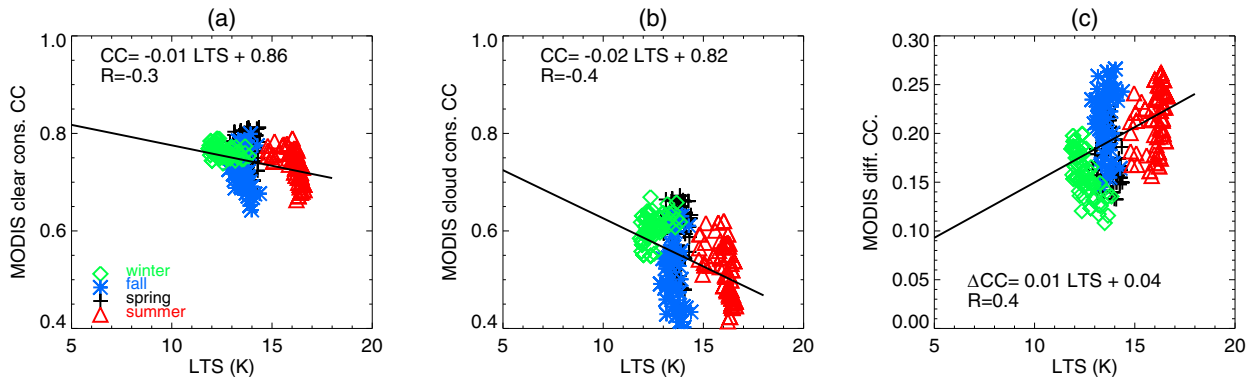 (a)
CC= -0.01 LTS + 0.86
R=-0.3
MODIS clear cons. CC
1.0
0.8
0.6
0.4
winter
fall
spring
summer
5
10
15
20
LTS (K)
(b)
CC= -0.02 LTS + 0.82
R=-0.4
MODIS cloud cons. CC
1.0
0.8
0.6
0.4
5
10
15
20
LTS (K)
(c)
MODIS diff. CC.
0.30
0.25
0.20
0.15
0.10
0.05
0.00
ΔCC= 0.01 LTS + 0.04
R=0.4
5
10
15
20
LTS (K)